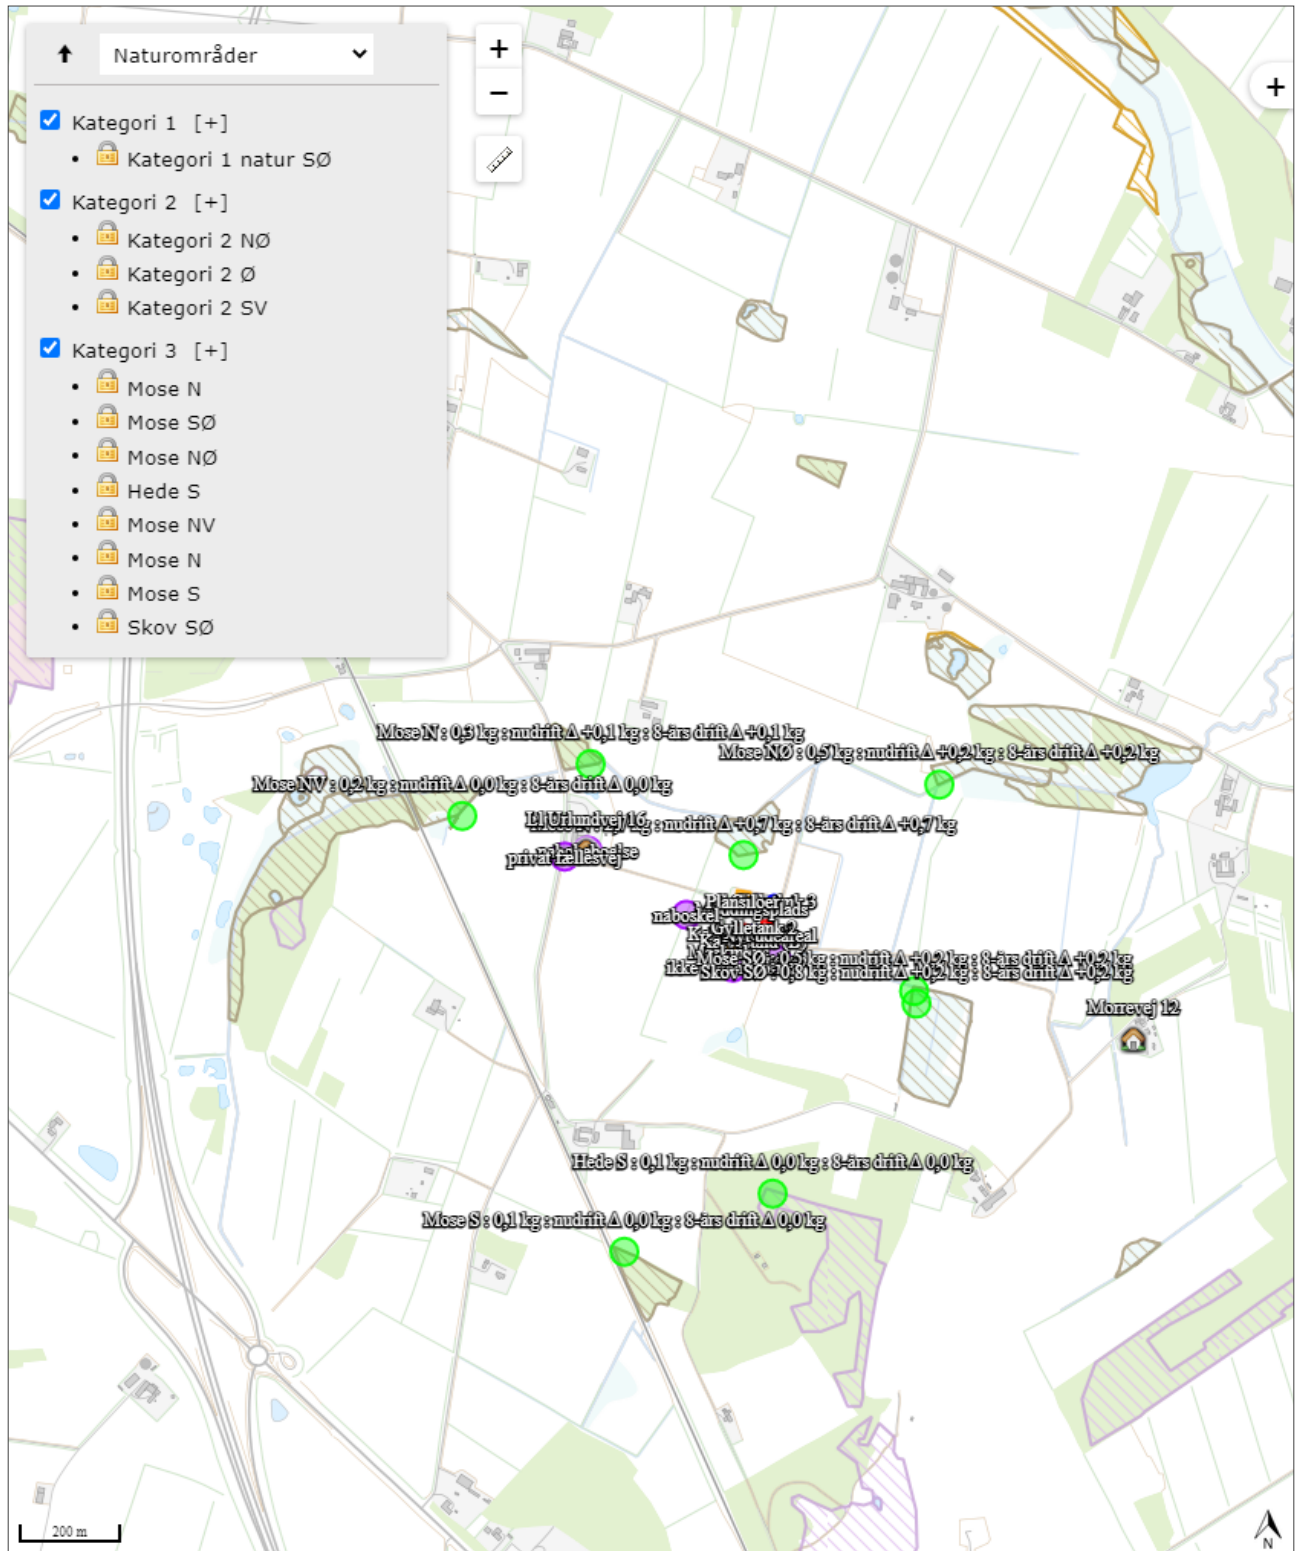 Naturområder
Kategori 1 [+]
Kategori 1 natur SØ
Kategori 2 [+]
Kategori 2 NØ
Kategori 2 Ø
Kategori 2 SV
Kategori 3 [+]
Mose N
Mose SØ
Mose NØ
Hede S
Mose NV
Mose N
Mose S
Skov SØ
+
−
+
Mose N : 0,3 kg : nudrift Δ +0,1 kg : 8-års drift Δ +0,1 kg
Mose NØ : 0,5 kg : nudrift Δ +0,2 kg : 8-års drift Δ +0,2 kg
Mose NV : 0,2 kg : nudrift Δ 0,0 kg : 8-års drift Δ 0,0 kg
Ll Urlundvej 16
kg : nudrift Δ +0,7 kg : 8-års drift Δ +0,7 kg
privat fællesvej
Plansiloer
naboskel
Gylletank 2
ikke
Mose SØ : 0,5 kg : nudrift Δ +0,2 kg : 8-års drift Δ +0,2 kg
Skov SØ : 0,8 kg : nudrift Δ +0,2 kg : 8-års drift Δ +0,2 kg
Morrevej 12
Hede S : 0,1 kg : nudrift Δ 0,0 kg : 8-års drift Δ 0,0 kg
Mose S : 0,1 kg : nudrift Δ 0,0 kg : 8-års drift Δ 0,0 kg
200 m
N